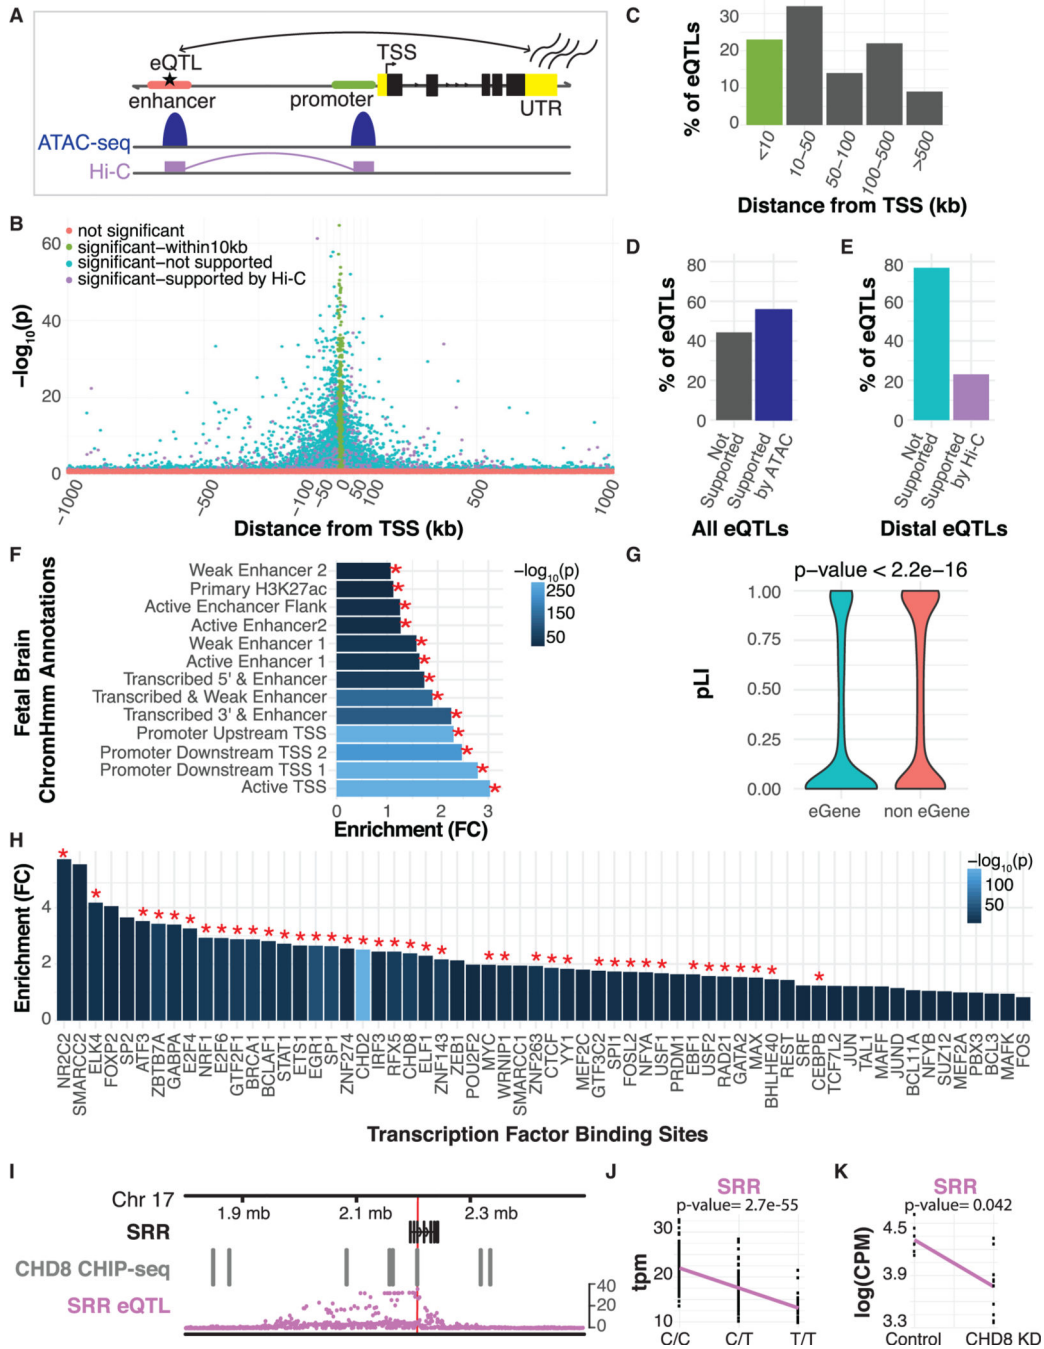 A
eQTL
TSS
enhancer
promoter
UTR
ATAC-seq
Hi-C
B
not significant
significant-within10kb
significant-not supported
significant-supported by Hi-C
-log10(p)
60
40
20
0
-1000
-500
-100
-50
0
50
100
500
1000
Distance from TSS (kb)
C
% of eQTLs
30
20
10
0
<10
10-50
50-100
100-500
>500
Distance from TSS (kb)
D
% of eQTLs
80
60
40
20
0
Not Supported
Supported by ATAC
All eQTLs
E
% of eQTLs
80
60
40
20
0
Not Supported
Supported by Hi-C
Distal eQTLs
F
Fetal Brain
ChromHmm Annotations
Weak Enhancer 2
Primary H3K27ac
Active Enchancer Flank
Active Enhancer2
Weak Enhancer 1
Active Enhancer 1
Transcribed 5' & Enhancer
Transcribed & Weak Enhancer
Transcribed 3' & Enhancer
Promoter Upstream TSS
Promoter Downstream TSS 2
Promoter Downstream TSS 1
Active TSS
0 1 2 3
Enrichment (FC)
-log10(p)
250
150
50
G
p-value < 2.2e-16
pLI
1.00
0.75
0.50
0.25
0.00
eGene
non eGene
H
Enrichment (FC)
4
2
0
-log10(p)
100
50
NR2C2
SMARCC2
ELK4
FOXP2
SP2
ATF3
ZBTB7A
GABPA
E2F4
NRF1
E2F6
GTF2F1
BRCA1
BCLAF1
STAT1
ETS1
EGR1
SP1
ZNF274
CHD2
IRF3
RFX5
CHD8
ELF1
ZNF143
ZEB1
POU2F2
MYC
WRNIP1
SMARCC1
ZNF263
CTCF
YY1
MEF2C
GTF3C2
SPI1
FOSL2
NFYA
USF1
PRDM1
EBF1
USF2
RAD21
GATA2
MAX
BHLHE40
REST
SRF
CEBPB
TCF7L2
JUN
TAL1
MAFF
JUND
BCL11A
NFYB
SUZ12
MEF2A
PBX3
BCL3
MAFK
FOS
Transcription Factor Binding Sites
I
Chr 17
1.9 mb
2.1 mb
2.3 mb
SRR
CHD8 CHIP-seq
SRR eQTL
40
20
0
J
SRR
p-value= 2.7e-55
tpm
30
20
10
C/C
C/T
T/T
K
SRR
p-value= 0.042
log(CPM)
4.5
3.9
3.3
Control
CHD8 KD